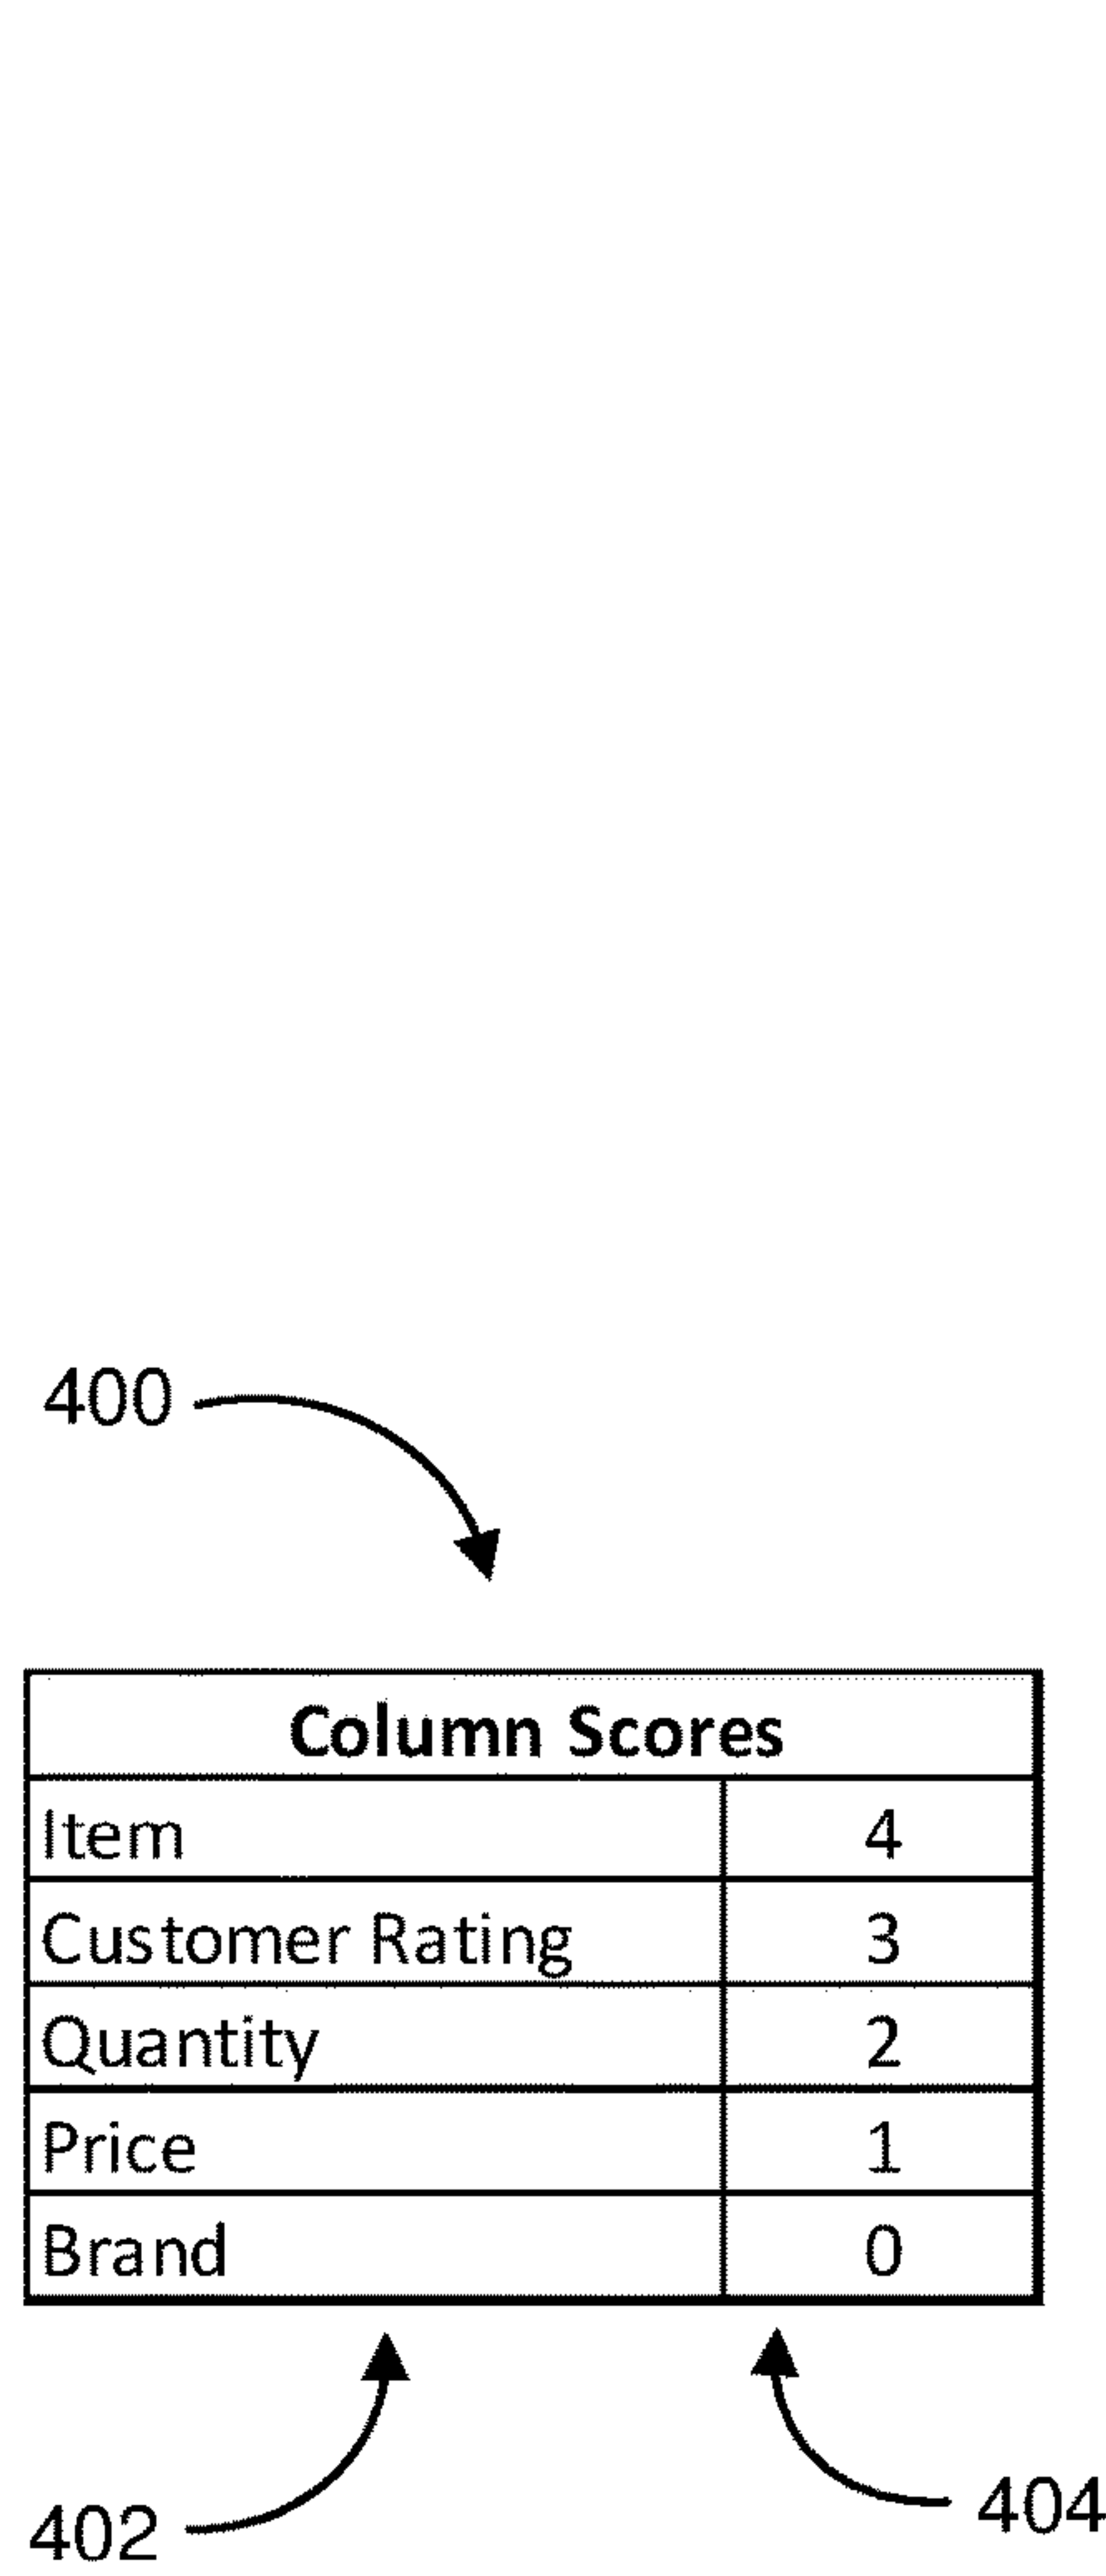 400
Column Scores
Item 4
Customer Rating 3
Quantity 2
Price 1
Brand 0
402 404